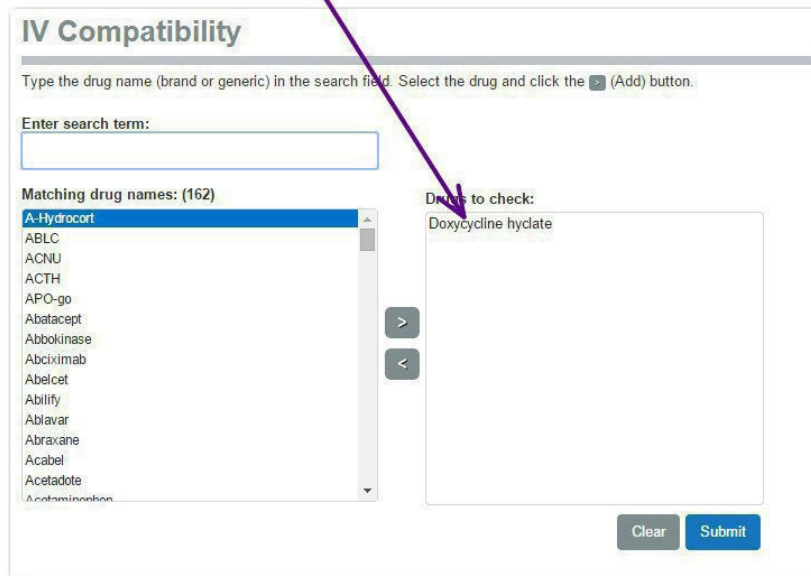 IV Compatibility
Type the drug name (brand or generic) in the search field. Select the drug and click the > (Add) button.
Enter search term:
Matching drug names: (162)
A-Hydrocort
ABLC
ACNU
ACTH
APO-go
Abatacept
Abbokinase
Abciximab
Abelcet
Abilify
Ablavar
Abraxane
Acabel
Acetadote
Acetaminophen
>
<
Drugs to check:
Doxycycline hyclate
Clear
Submit